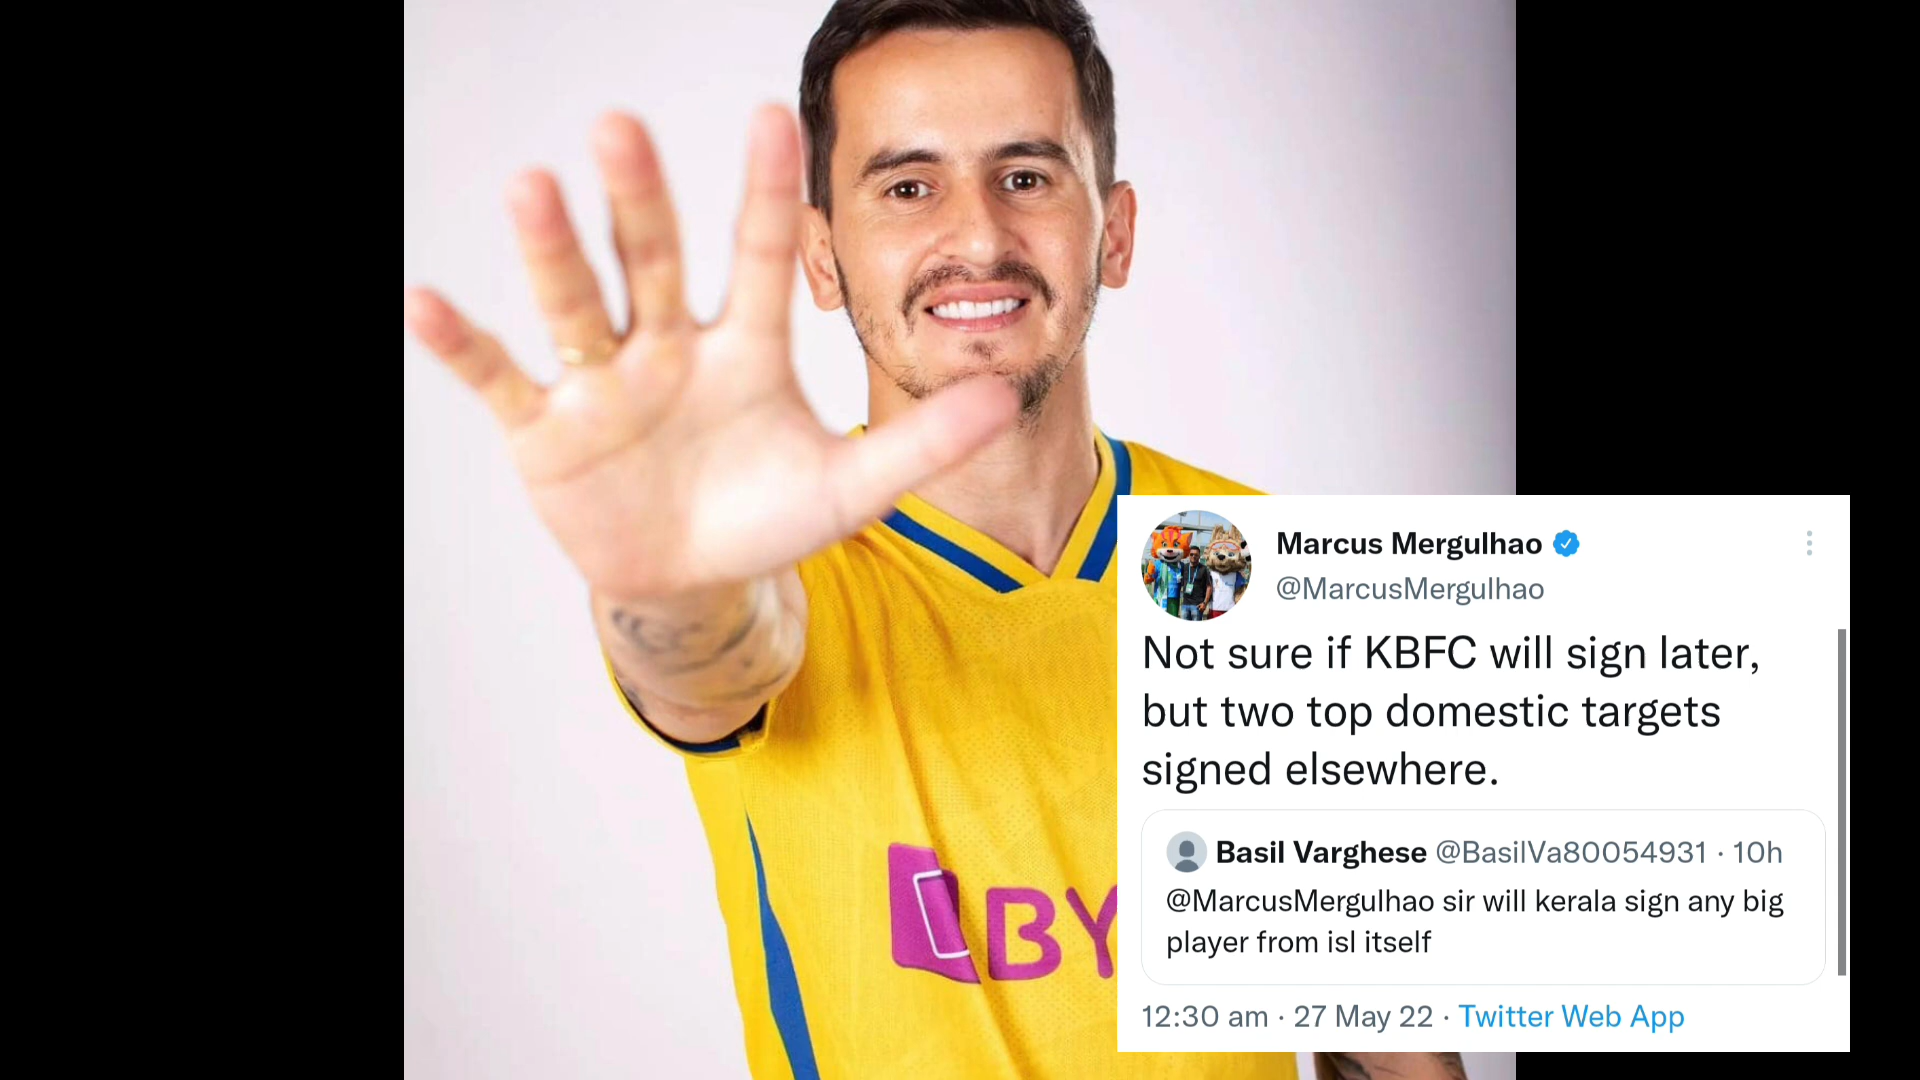 Marcus Mergulhao
@MarcusMergulhao
Not sure if KBFC will sign later,
but two top domestic targets
signed elsewhere.
Basil Varghese @BasilVa80054931 · 10h
@MarcusMergulhao sir will kerala sign any big
player from isl itself
12:30 am · 27 May 22 · Twitter Web App
BY